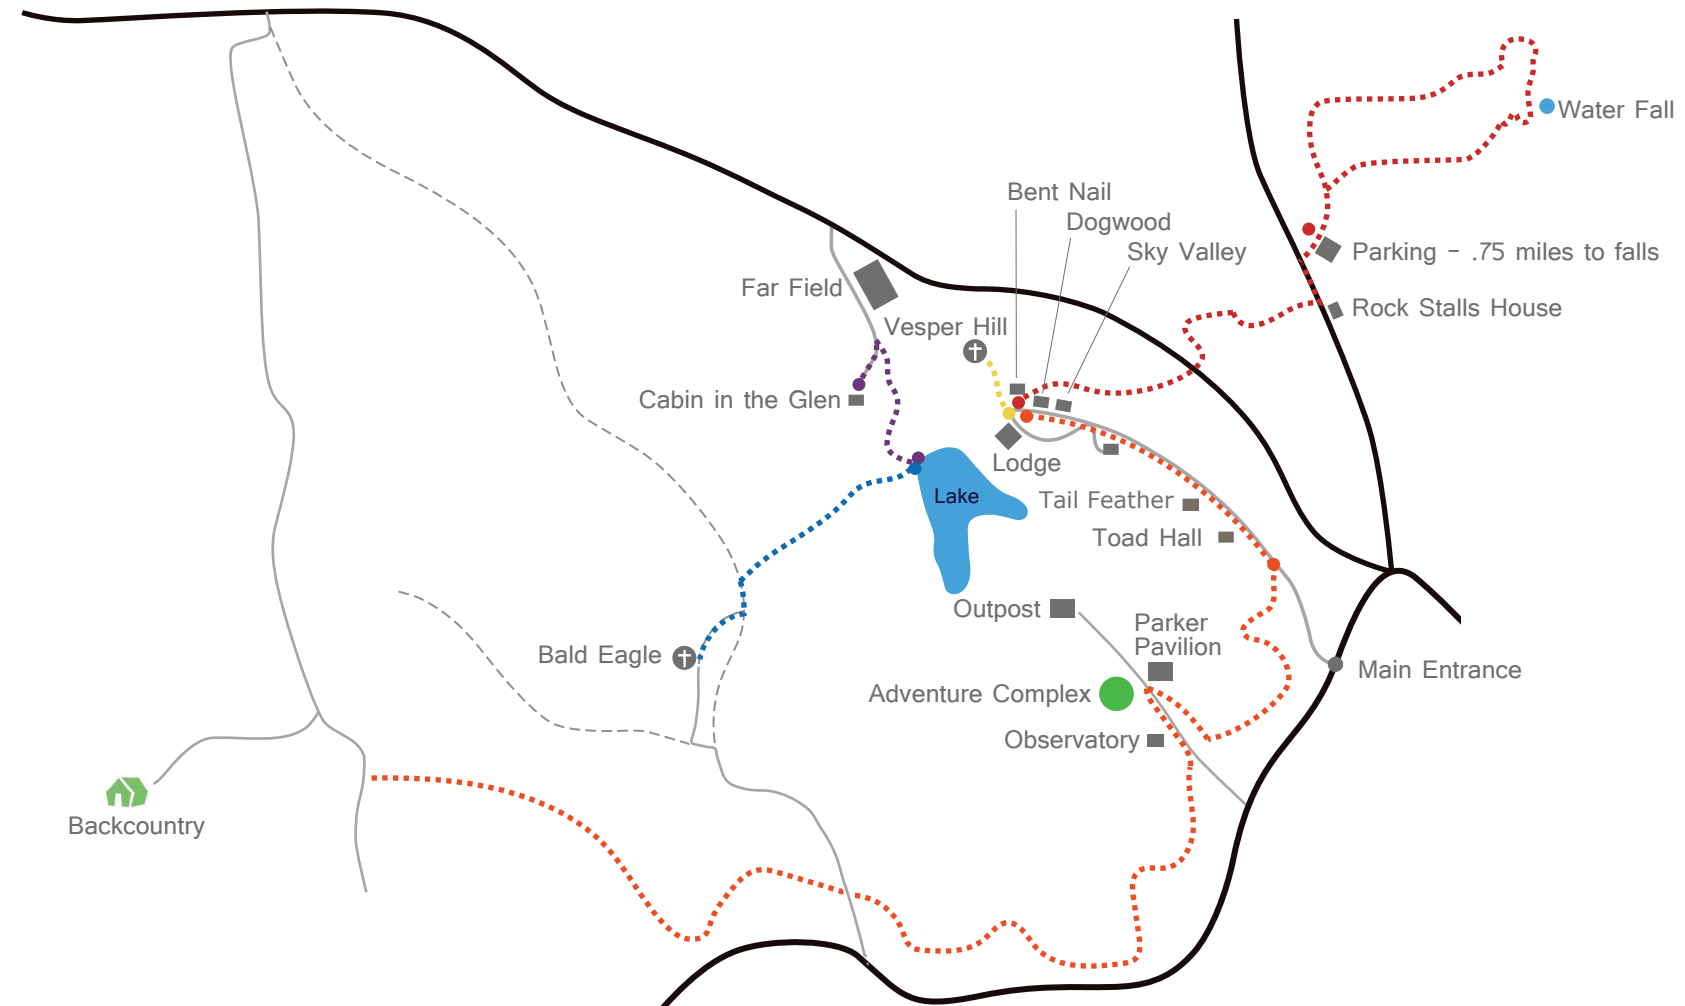 Water Fall
Bent Nail
Dogwood
Sky Valley
Parking - .75 miles to falls
Far Field
Rock Stalls House
Vesper Hill
Cabin in the Glen
Lodge
Lake
Tail Feather
Toad Hall
Outpost
Parker
Pavilion
Bald Eagle
Main Entrance
Adventure Complex
Observatory
Backcountry